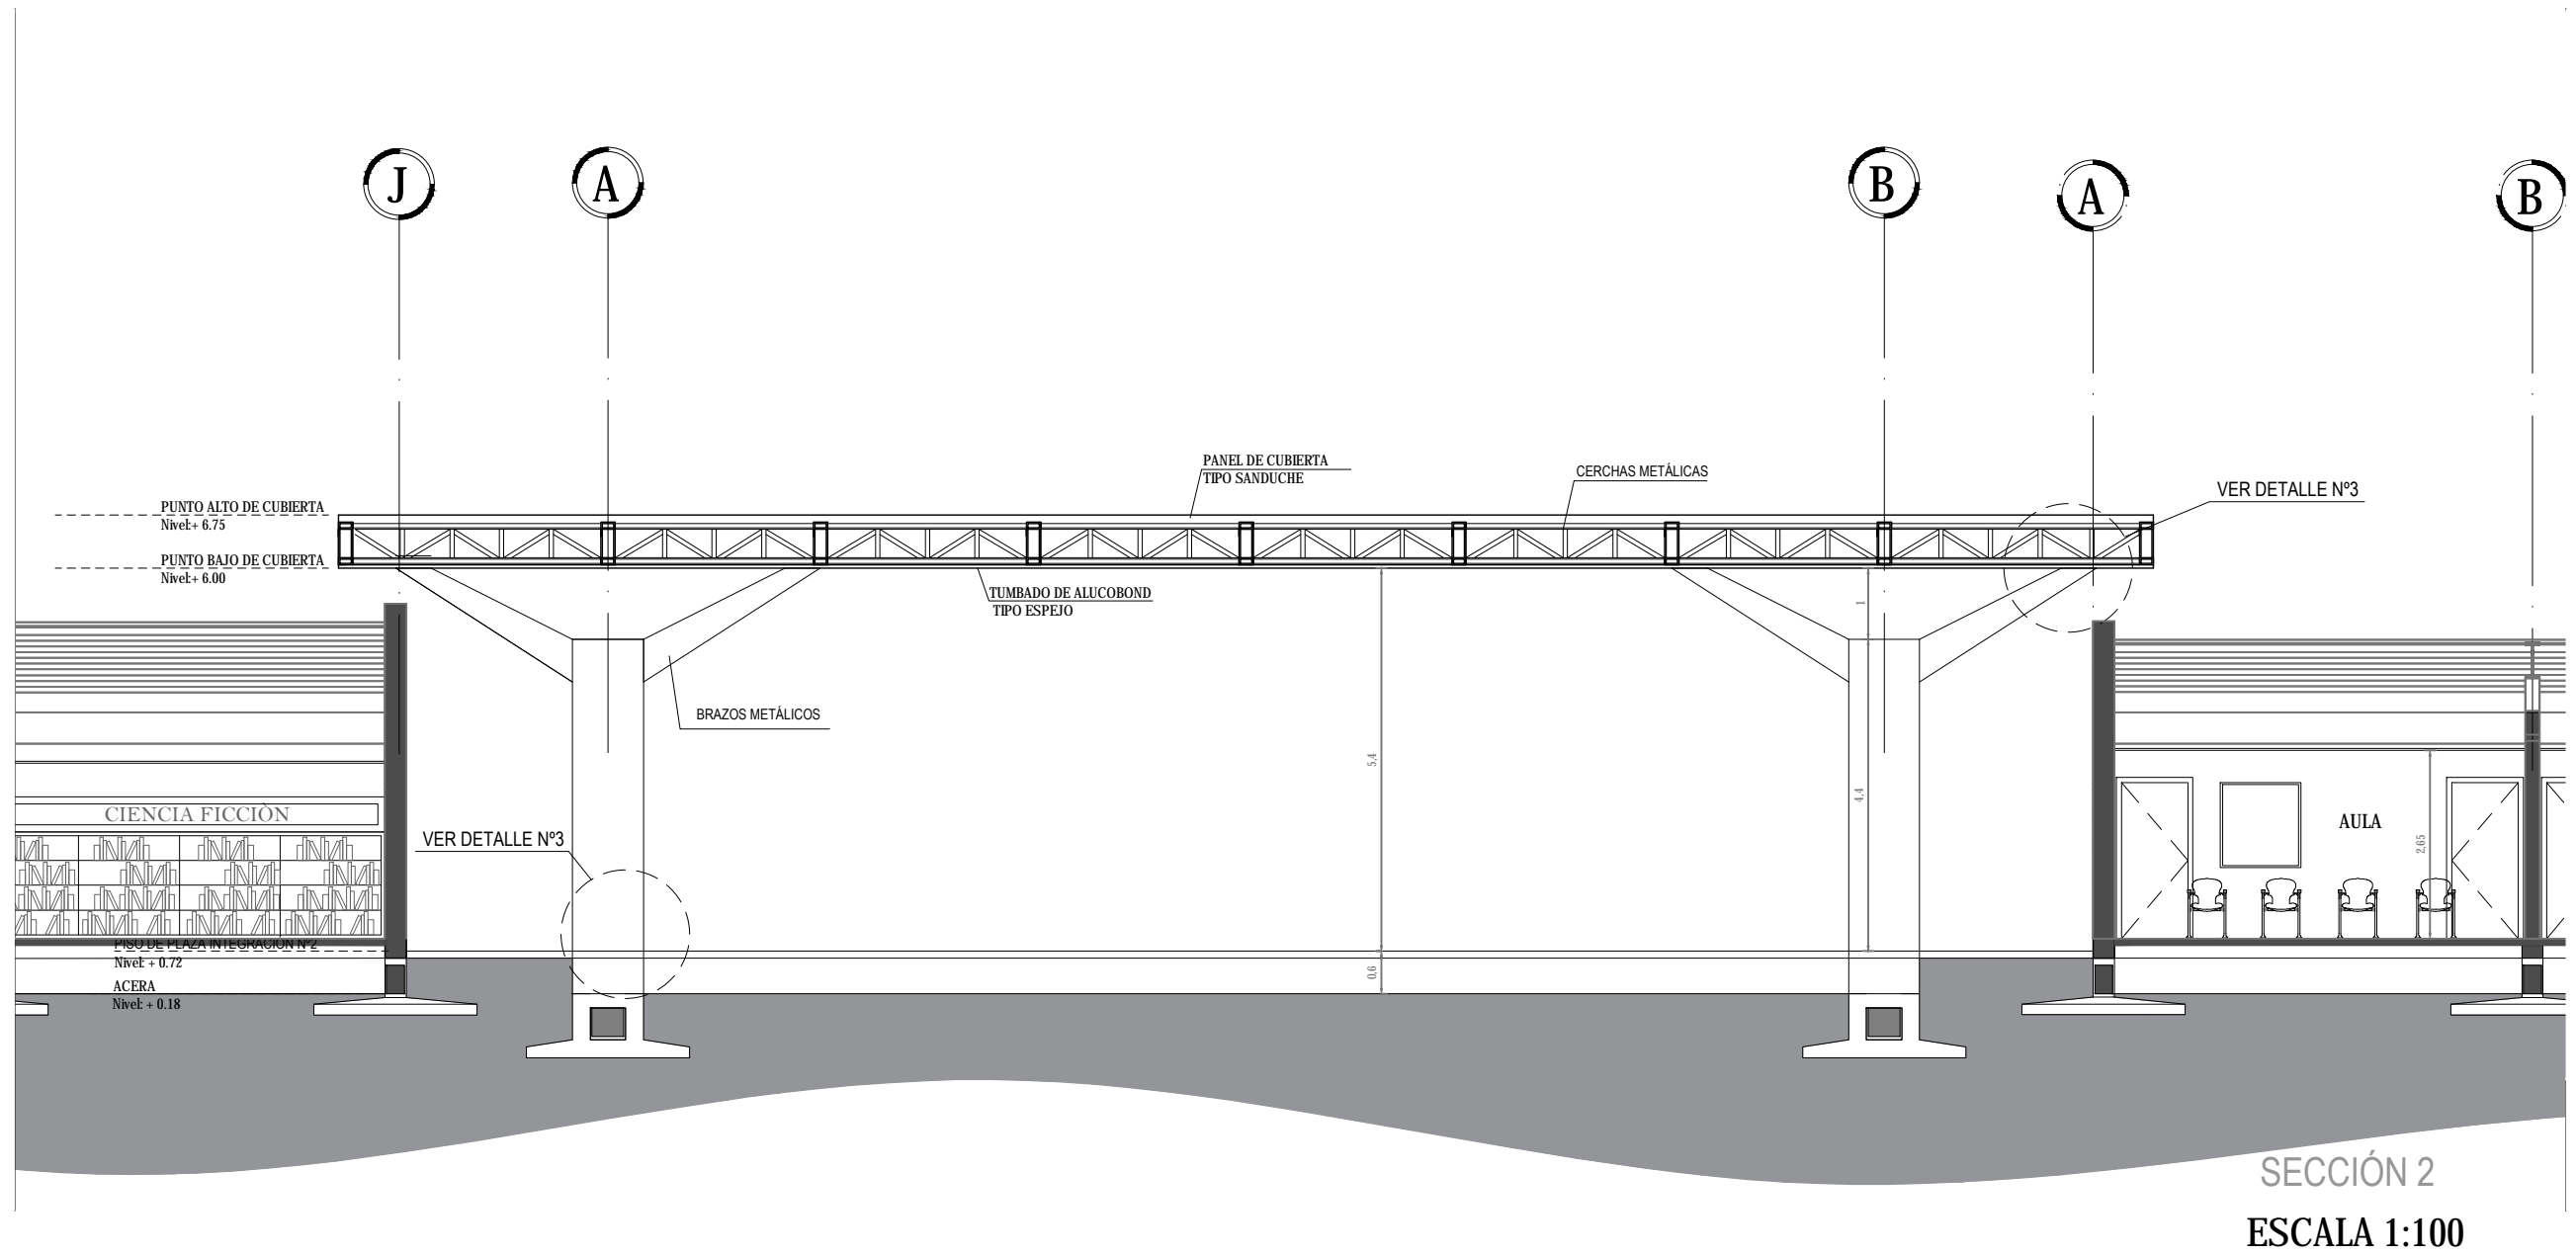 J
A
B
A
B
PANEL DE CUBIERTA
TIPO SANDUCHE
CERCHAS METÁLICAS
VER DETALLE Nº3
PUNTO ALTO DE CUBIERTA
Nivel:+ 6.75
PUNTO BAJO DE CUBIERTA
Nivel:+ 6.00
TUMBADO DE ALUCOBOND
TIPO ESPEJO
1
BRAZOS METÁLICOS
5,4
4,4
CIENCIA FICCIÒN
VER DETALLE Nº3
AULA
2,65
PISO DE PLAZA INTEGRACION Nº2
Nivel: + 0.72
0,6
ACERA
Nivel: + 0.18
SECCIÓN 2
ESCALA 1:100